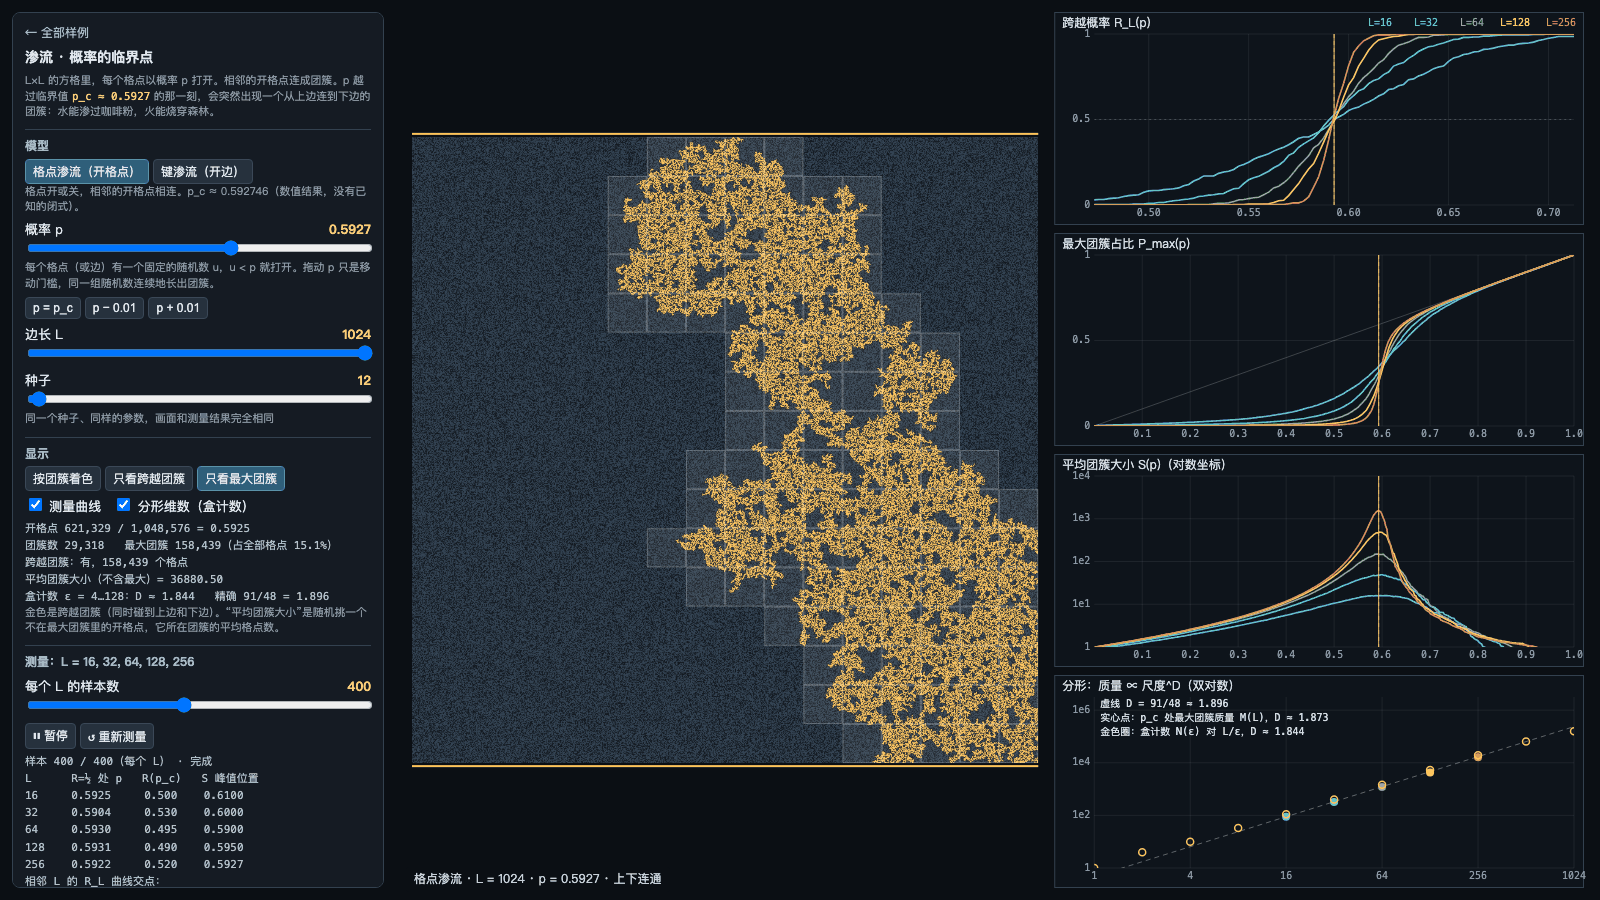 ← 全部样例
渗流 · 概率的临界点
L×L 的方格里，每个格点以概率 p 打开。相邻的开格点连成团簇。p 越
过临界值 p_c ≈ 0.5927 的那一刻，会突然出现一个从上边连到下边的
团簇：水能渗过咖啡粉，火能烧穿森林。
模型
格点渗流（开格点） 键渗流（开边）
格点开或关，相邻的开格点相连。p_c ≈ 0.592746（数值结果，没有已
知的闭式）。
概率 p 0.5927
每个格点（或边）有一个固定的随机数 u，u < p 就打开。拖动 p 只是移
动门槛，同一组随机数连续地长出团簇。
p = p_c p − 0.01 p + 0.01
边长 L 1024
种子 12
同一个种子、同样的参数，画面和测量结果完全相同
显示
按团簇着色 只看跨越团簇 只看最大团簇
测量曲线 分形维数（盒计数）
开格点 621,329 / 1,048,576 = 0.5925
团簇数 29,318 最大团簇 158,439（占全部格点 15.1%）
跨越团簇：有，158,439 个格点
平均团簇大小（不含最大）= 36880.50
盒计数 ε = 4…128：D ≈ 1.844 精确 91/48 = 1.896
金色是跨越团簇（同时碰到上边和下边）。“平均团簇大小”是随机挑一个
不在最大团簇里的开格点，它所在团簇的平均格点数。
测量：L = 16, 32, 64, 128, 256
每个 L 的样本数 400
⏸ 暂停 ↺ 重新测量
样本 400 / 400（每个 L） · 完成
L R=½ 处 p R(p_c) S 峰值位置
16 0.5925 0.500 0.6100
32 0.5904 0.530 0.6000
64 0.5930 0.495 0.5900
128 0.5931 0.490 0.5950
256 0.5922 0.520 0.5927
相邻 L 的 R_L 曲线交点：
格点渗流 · L = 1024 · p = 0.5927 · 上下连通
跨越概率 R_L(p) L=16 L=32 L=64 L=128 L=256
1
0.5
0
0.50 0.55 0.60 0.65 0.70
最大团簇占比 P_max(p)
1
0.5
0
0.1 0.2 0.3 0.4 0.5 0.6 0.7 0.8 0.9 1.0
平均团簇大小 S(p)（对数坐标）
1e4
1e3
1e2
1e1
1
0.1 0.2 0.3 0.4 0.5 0.6 0.7 0.8 0.9 1.0
分形：质量 ∝ 尺度^D（双对数）
虚线 D = 91/48 ≈ 1.896
实心点：p_c 处最大团簇质量 M(L)，D ≈ 1.873
金色圈：盒计数 N(ε) 对 L/ε，D ≈ 1.844
1e6
1e4
1e2
1
1 4 16 64 256 1024